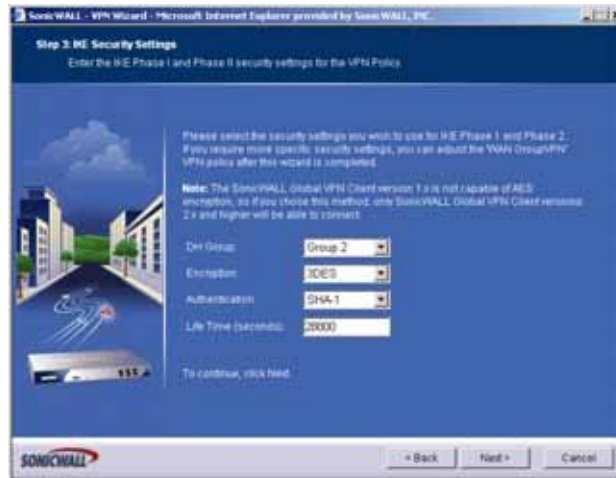 SonicWALL - VPN Wizard - Microsoft Internet Explorer provided by SonicWALL, INC.
Step 3: IKE Security Settings
Enter the IKE Phase I and Phase II security settings for the VPN Policy.
Please select the security settings you wish to use for IKE Phase 1 and Phase 2.
If you require more specific security settings, you can adjust the 'WAN GroupVPN'
VPN policy after this wizard is completed.
Note: The SonicWALL Global VPN Client version 1.x is not capable of AES
encryption, so if you chose this method, only SonicWALL Global VPN Client versions
2.x and higher will be able to connect.
DH Group: Group 2
Encryption: 3DES
Authentication: SHA-1
Life Time (seconds): 28800
To continue, click Next.
SONICWALL
< Back Next > Cancel